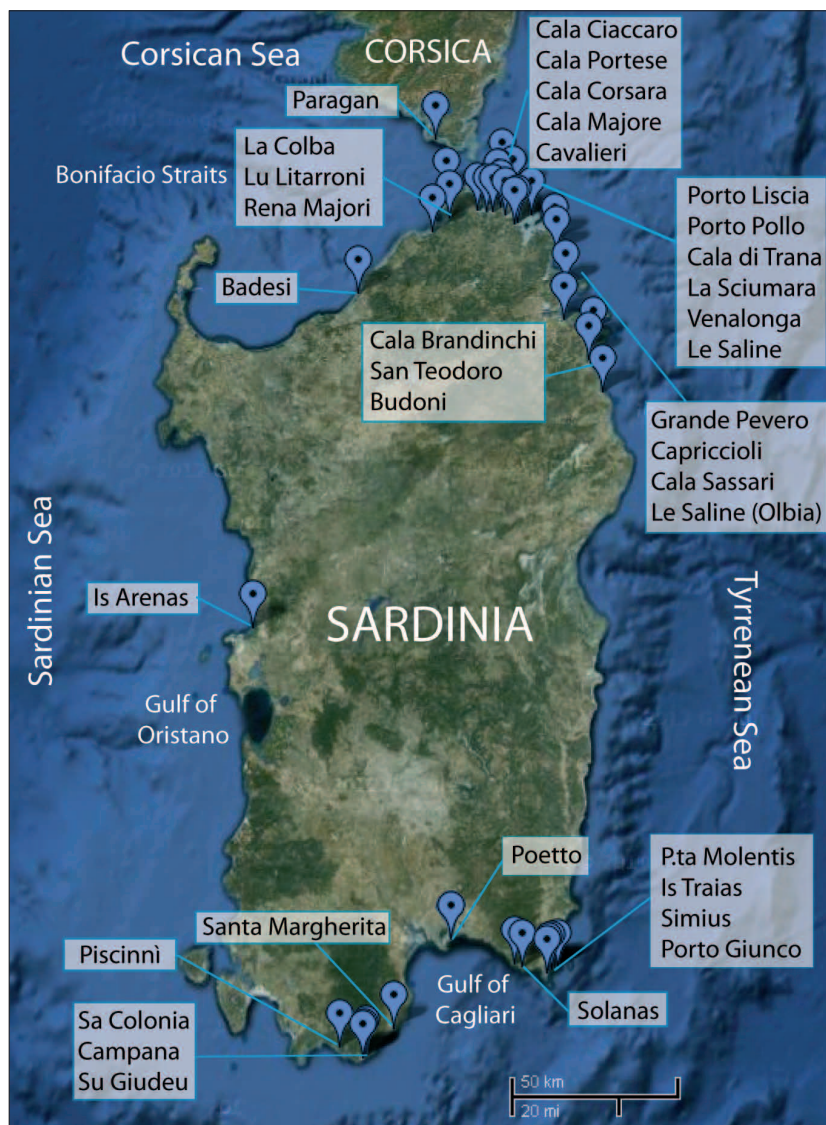 Corsican Sea
CORSICA
Cala Ciaccaro
Cala Portese
Cala Corsara
Cala Majore
Cavalieri
Paragan
Bonifacio Straits
La Colba
Lu Litarroni
Rena Majori
Porto Liscia
Porto Pollo
Cala di Trana
La Sciumara
Venalonga
Le Saline
Badesi
Cala Brandinchi
San Teodoro
Budoni
Grande Pevero
Capriccioli
Cala Sassari
Le Saline (Olbia)
Sardinian Sea
Is Arenas
SARDINIA
Tyrrenean Sea
Gulf of
Oristano
Poetto
P.ta Molentis
Is Traias
Simius
Porto Giunco
Santa Margherita
Piscinnì
Gulf of
Cagliari
Solanas
Sa Colonia
Campana
Su Giudeu
50 km
20 mi